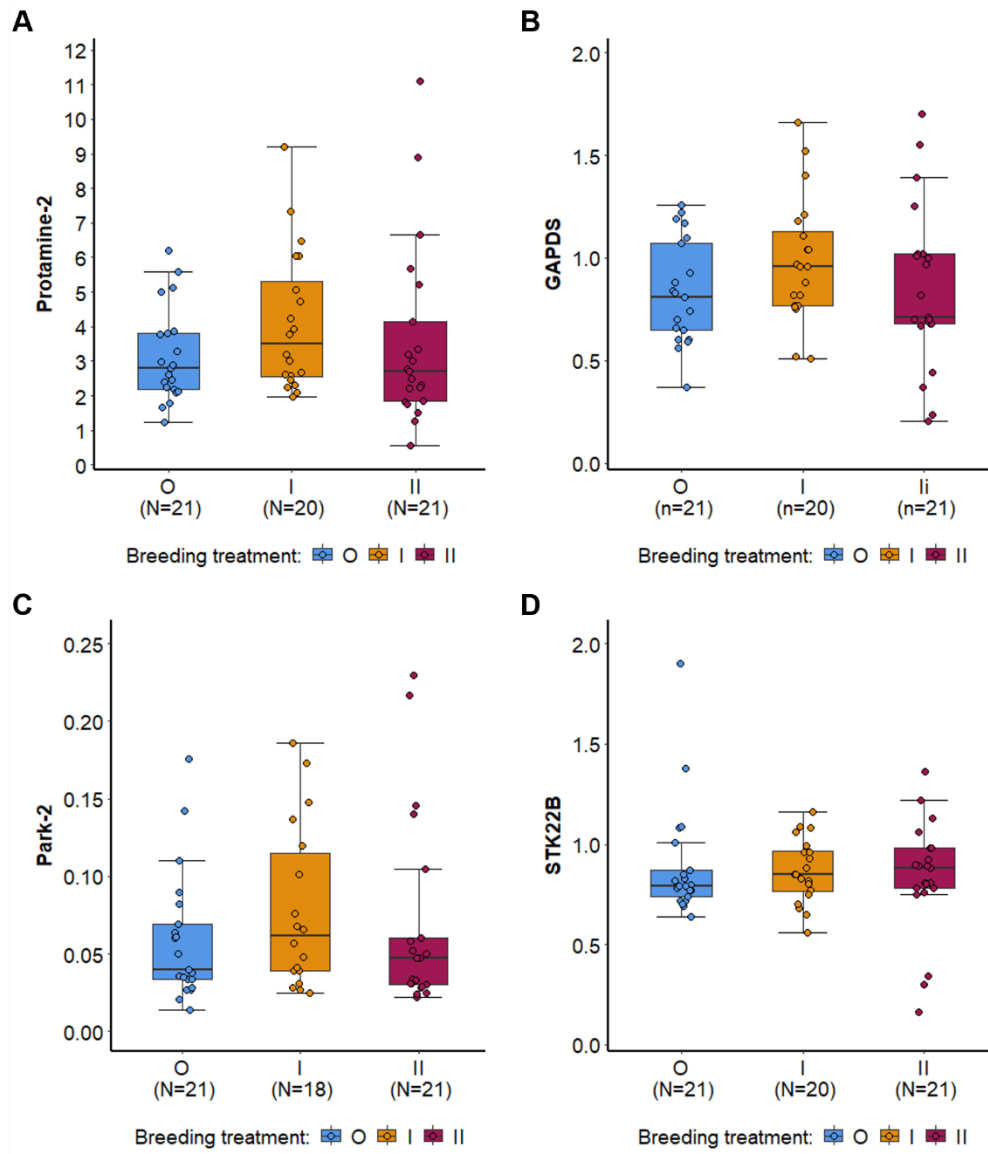 A
Protamine-2
12
11
10
9
8
7
6
5
4
3
2
1
0
O I II
(N=21) (N=20) (N=21)
Breeding treatment: O I II
B
GAPDS
2.0
1.5
1.0
0.5
0.0
O I Ii
(n=21) (n=20) (n=21)
Breeding treatment: O I II
C
Park-2
0.25
0.20
0.15
0.10
0.05
0.00
O I II
(N=21) (N=18) (N=21)
Breeding treatment: O I II
D
STK22B
2.0
1.5
1.0
0.5
0.0
O I II
(N=21) (N=20) (N=21)
Breeding treatment: O I II